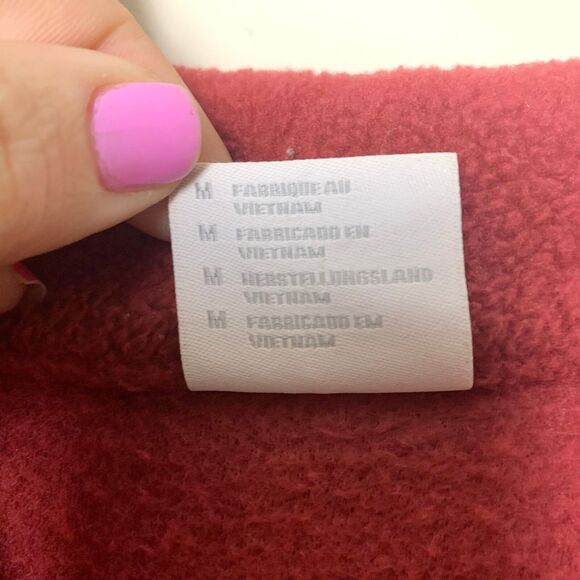 M FABRIQUE AU
VIETNAM
M FABRICADO EN
VIETNAM
M HERSTELLUNGSLAND
VIETNAM
M FABRICADO EM
VIETNAM